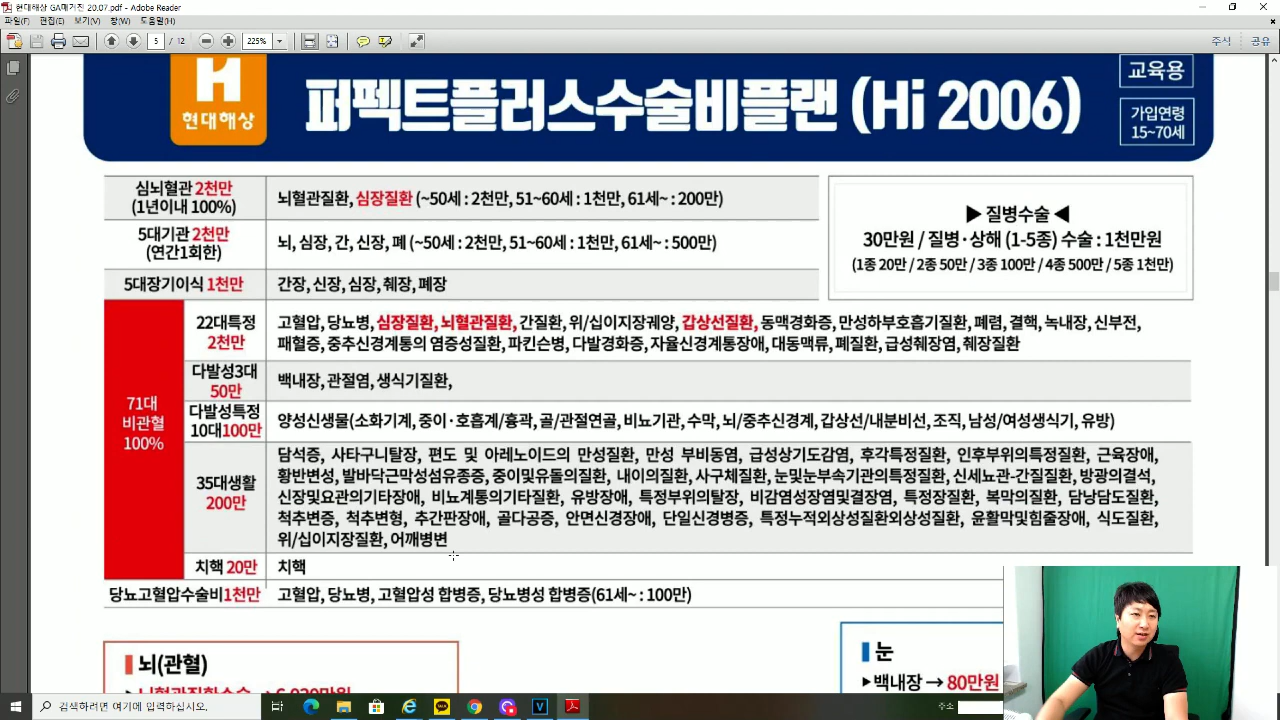 현대해상 GA매거진 20.07.pdf - Adobe Reader
파일(F) 편집(E) 보기(V) 창(W) 도움말(H)
5 / 12
225%
주석
공유
현대해상
퍼펙트플러스수술비플랜 (Hi 2006)
교육용
가입연령
15~70세
심뇌혈관 2천만
(1년이내 100%)
뇌혈관질환, 심장질환 (~50세 : 2천만, 51~60세 : 1천만, 61세~ : 200만)
5대기관 2천만
(연간1회한)
뇌, 심장, 간, 신장, 폐 (~50세 : 2천만, 51~60세 : 1천만, 61세~ : 500만)
5대장기이식 1천만
간장, 신장, 심장, 췌장, 폐장
▶ 질병수술 ◀
30만원 / 질병·상해 (1-5종) 수술 : 1천만원
(1종 20만 / 2종 50만 / 3종 100만 / 4종 500만 / 5종 1천만)
71대
비관혈
100%
22대특정
2천만
고혈압, 당뇨병, 심장질환, 뇌혈관질환, 간질환, 위/십이지장궤양, 갑상선질환, 동맥경화증, 만성하부호흡기질환, 폐렴, 결핵, 녹내장, 신부전,
패혈증, 중추신경계통의 염증성질환, 파킨슨병, 다발경화증, 자율신경계통장애, 대동맥류, 폐질환, 급성췌장염, 췌장질환
다발성3대
50만
백내장, 관절염, 생식기질환,
다발성특정
10대100만
양성신생물(소화기계, 중이·호흡계/흉곽, 골/관절연골, 비뇨기관, 수막, 뇌/중추신경계, 갑상선/내분비선, 조직, 남성/여성생식기, 유방)
35대생활
200만
담석증, 사타구니탈장, 편도 및 아레노이드의 만성질환, 만성 부비동염, 급성상기도감염, 후각특정질환, 인후부위의특정질환, 근육장애,
황반변성, 발바닥근막성섬유종증, 중이및유돌의질환, 내이의질환, 사구체질환, 눈및눈부속기관의특정질환, 신세뇨관-간질질환, 방광의결석,
신장및요관의기타장애, 비뇨계통의기타질환, 유방장애, 특정부위의탈장, 비감염성장염및결장염, 특정장질환, 복막의질환, 담낭담도질환,
척추변증, 척추변형, 추간판장애, 골다공증, 안면신경장애, 단일신경병증, 특정누적외상성질환외상성질환, 윤활막및힘줄장애, 식도질환,
위/십이지장질환, 어깨병변
치핵 20만
치핵
당뇨고혈압수술비1천만
고혈압, 당뇨병, 고혈압성 합병증, 당뇨병성 합병증(61세~ : 100만)
뇌(관혈)
눈
▶백내장 → 80만원
검색하려면 여기에 입력하십시오.
주소